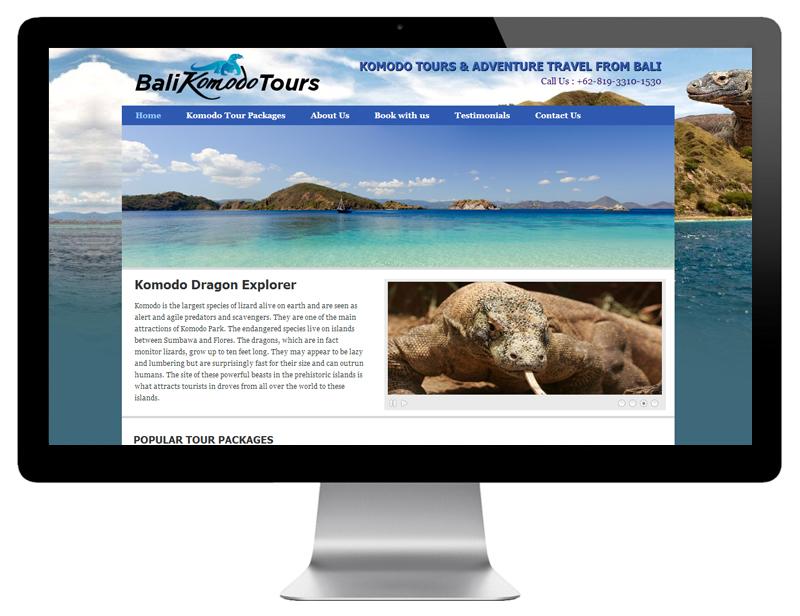 Bali Komodo Tours
KOMODO TOURS & ADVENTURE TRAVEL FROM BALI
Call Us : +62-819-3310-1530
Home Komodo Tour Packages About Us Book with us Testimonials Contact Us
Komodo Dragon Explorer
Komodo is the largest species of lizard alive on earth and are seen as
alert and agile predators and scavengers. They are one of the main
attractions of Komodo Park. The endangered species live on islands
between Sumbawa and Flores. The dragons, which are in fact
monitor lizards, grow up to ten feet long. They may appear to be lazy
and lumbering but are surprisingly fast for their size and can outrun
humans. The site of these powerful beasts in the prehistoric islands is
what attracts tourists in droves from all over the world to these
islands.
POPULAR TOUR PACKAGES